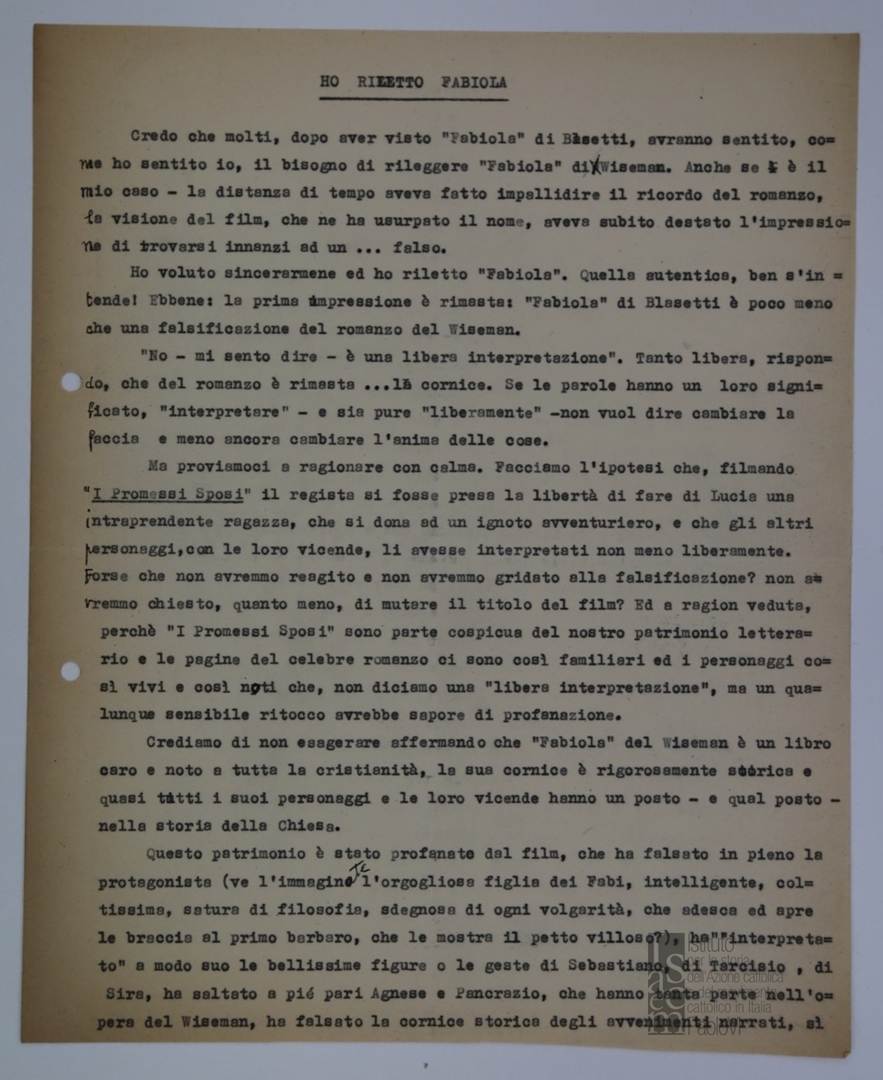 HO RILETTO FABIOLA
Credo che molti, dopo aver visto "Fabiola" di Blasetti, avranno sentito, co=
me ho sentito io, il bisogno di rileggere "Fabiola" di Wiseman. Anche se è il
mio caso - la distanza di tempo aveva fatto impallidire il ricordo del romanzo,
la visione del film, che ne ha usurpato il nome, aveva subito destato l'impressio=
ne di trovarsi innanzi ad un ... falso.
Ho voluto sincerarmene ed ho riletto "Fabiola". Quella autentica, ben s'in =
tende! Ebbene: la prima impressione è rimasta: "Fabiola" di Blasetti è poco meno
che una falsificazione del romanzo del Wiseman.
"No - mi sento dire - è una libera interpretazione". Tanto libera, rispon=
do, che del romanzo è rimasta ...la cornice. Se le parole hanno un loro signi=
ficato, "interpretare" - e sia pure "liberamente" -non vuol dire cambiare la
faccia e meno ancora cambiare l'anima delle cose.
Ma proviamoci a ragionare con calma. Facciamo l'ipotesi che, filmando
"I Promessi Sposi" il regista si fosse presa la libertà di fare di Lucia una
intraprendente ragazza, che si dona ad un ignoto avventuriero, e che gli altri
personaggi,con le loro vicende, li avesse interpretati non meno liberamente.
Forse che non avremmo reagito e non avremmo gridato alla falsificazione? non a=
vremmo chiesto, quanto meno, di mutare il titolo del film? Ed a ragion veduta,
perchè "I Promessi Sposi" sono parte cospicua del nostro patrimonio lettera=
rio e le pagine del celebre romanzo ci sono così familiari ed i personaggi co=
sì vivi e così noti che, non diciamo una "libera interpretazione", ma un qua=
lunque sensibile ritocco avrebbe sapore di profanazione.
Crediamo di non esagerare affermando che "Fabiola" del Wiseman è un libro
caro e noto a tutta la cristianità, la sua cornice è rigorosamente storica e
quasi tutti i suoi personaggi e le loro vicende hanno un posto - e qual posto -
nella storia della Chiesa.
Questo patrimonio è stato profanato dal film, che ha falsato in pieno la
protagonista (ve l'immaginate l'orgogliosa figlia dei Fabi, intelligente, col=
tissima, satura di filosofia, sdegnosa di ogni volgarità, che adesca ed apre
le braccia al primo barbaro, che le mostra il petto villoso?), ha""interpreta=
to" a modo suo le bellissime figure o le geste di Sebastiano, di Tarcisio , di
Sira, ha saltato a pié pari Agnese e Pancrazio, che hanno tanta parte nell'o=
pera del Wiseman, ha falsato la cornice storica degli avvenimenti narrati, sì
Istituto
per la storia
dell'Azione cattolica
e del movimento
cattolico in Italia
Paolo VI